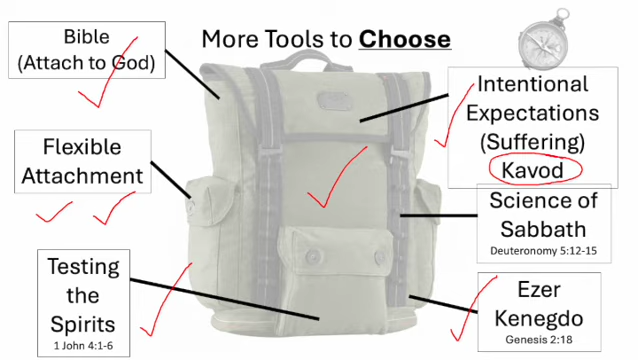 More Tools to Choose
Bible
(Attach to God)
Flexible
Attachment
Testing
the
Spirits
1 John 4:1-6
Intentional
Expectations
(Suffering)
Kavod
Science of
Sabbath
Deuteronomy 5:12-15
Ezer
Kenegdo
Genesis 2:18